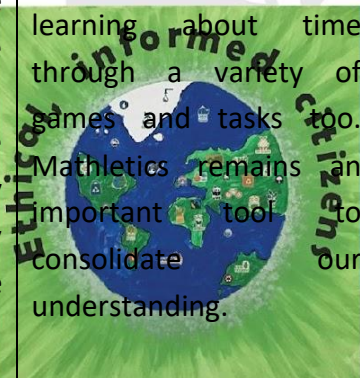 learning about time
through a variety of
games and tasks too.
Mathletics remains an
important tool to
consolidate our
understanding.
Ethical informed citizens